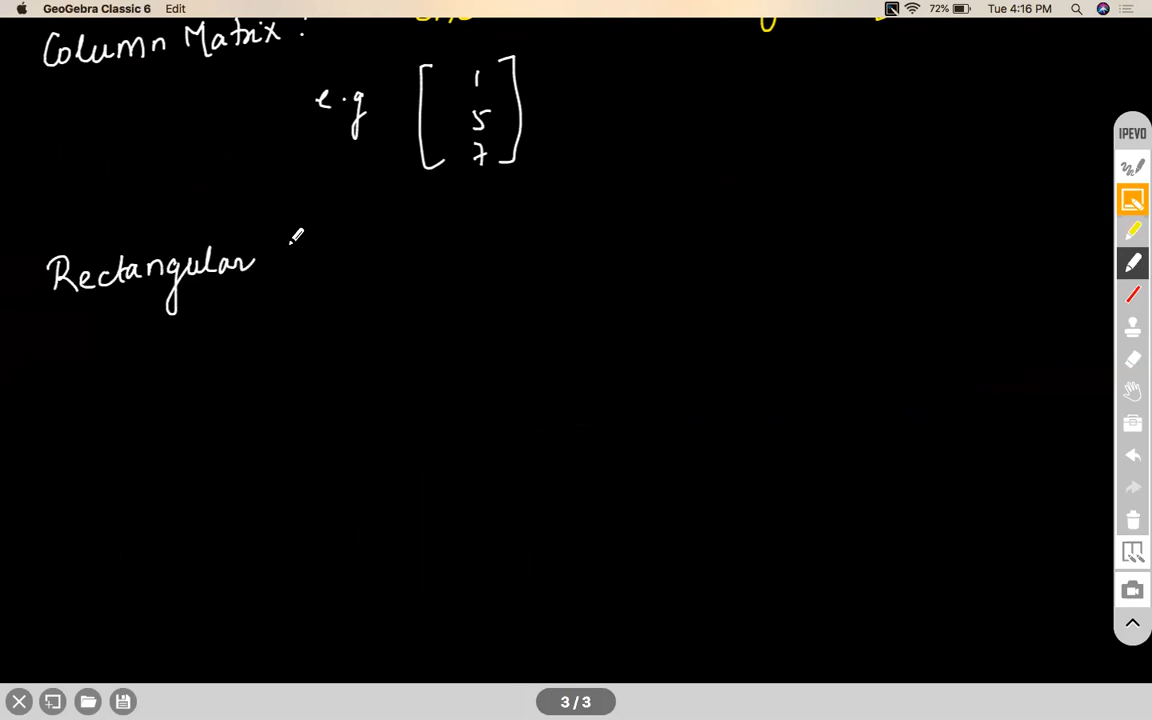 GeoGebra Classic 6 Edit 72% Tue 4:16 PM
Column Matrix :
e.g [ 1
5
7 ]
IPEVO
Rectangular
3 / 3